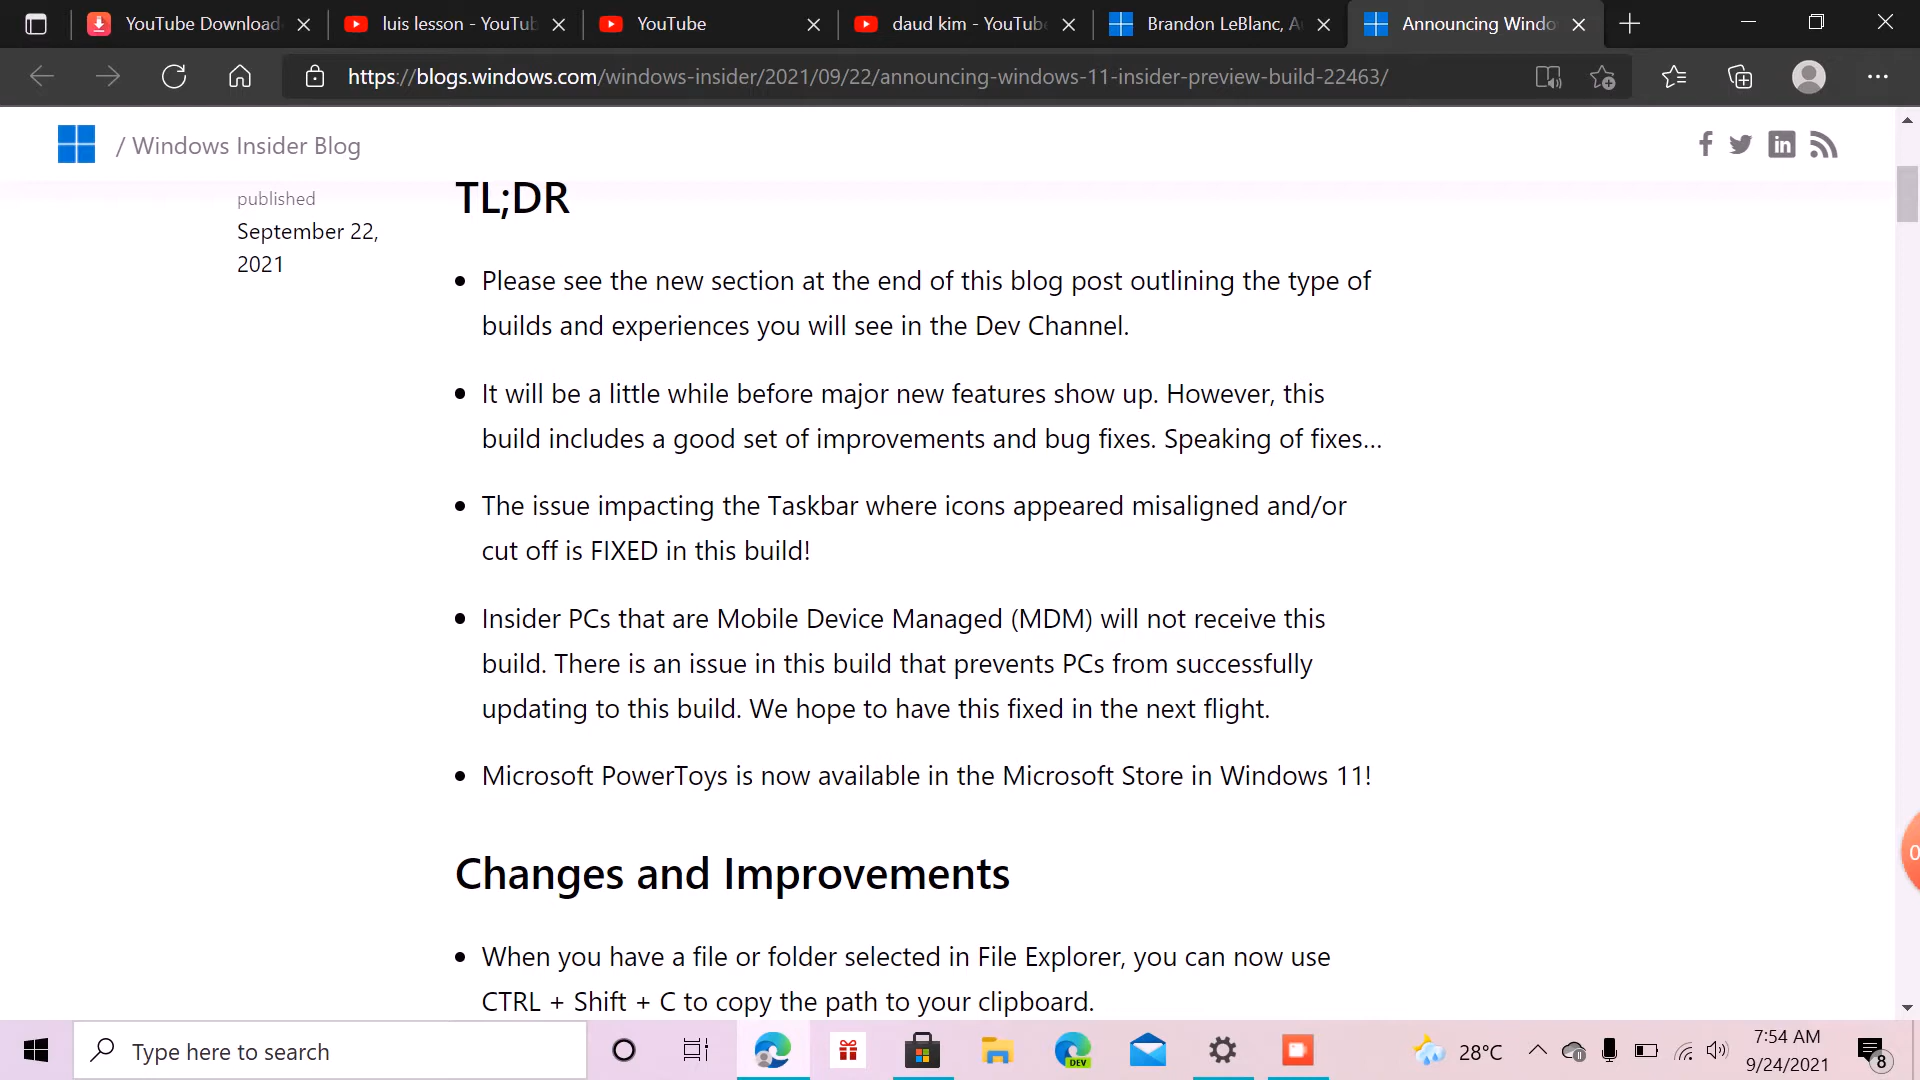 YouTube Download
luis lesson - YouTub
YouTube
daud kim - YouTube
Brandon LeBlanc, A
Announcing Windo
https://blogs.windows.com/windows-insider/2021/09/22/announcing-windows-11-insider-preview-build-22463/
/ Windows Insider Blog
published
September 22,
2021
TL;DR
Please see the new section at the end of this blog post outlining the type of
builds and experiences you will see in the Dev Channel.
It will be a little while before major new features show up. However, this
build includes a good set of improvements and bug fixes. Speaking of fixes…
The issue impacting the Taskbar where icons appeared misaligned and/or
cut off is FIXED in this build!
Insider PCs that are Mobile Device Managed (MDM) will not receive this
build. There is an issue in this build that prevents PCs from successfully
updating to this build. We hope to have this fixed in the next flight.
Microsoft PowerToys is now available in the Microsoft Store in Windows 11!
Changes and Improvements
When you have a file or folder selected in File Explorer, you can now use
CTRL + Shift + C to copy the path to your clipboard.
Type here to search
DEV
28°C
7:54 AM
9/24/2021
8